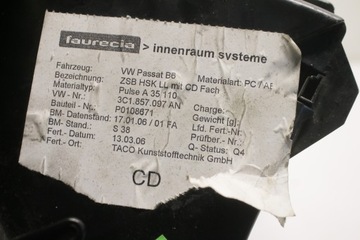 faurecia > innenraum systeme
Fahrzeug: VW Passat B6
Bezeichnung: ZSB HSK LL mit CD Fach
Materialtyp: Pulse A 35 110 Materialart: PC /
VW - Nr.: 3C1.857.097 AN
Bauteil - Nr.: P0108671 Charge:
BM- Datenstand: 17.01.06 / 01 FA Gewicht [g]:
BM- Stand.: S 38 Lfd. Fert.- Nr.:
Fert.- Datum: 13.03.06 Prüfber.- Nr.:
Fert.- Ort: TACO Kunststofftechnik GmbH Q- Status: Q4
CD